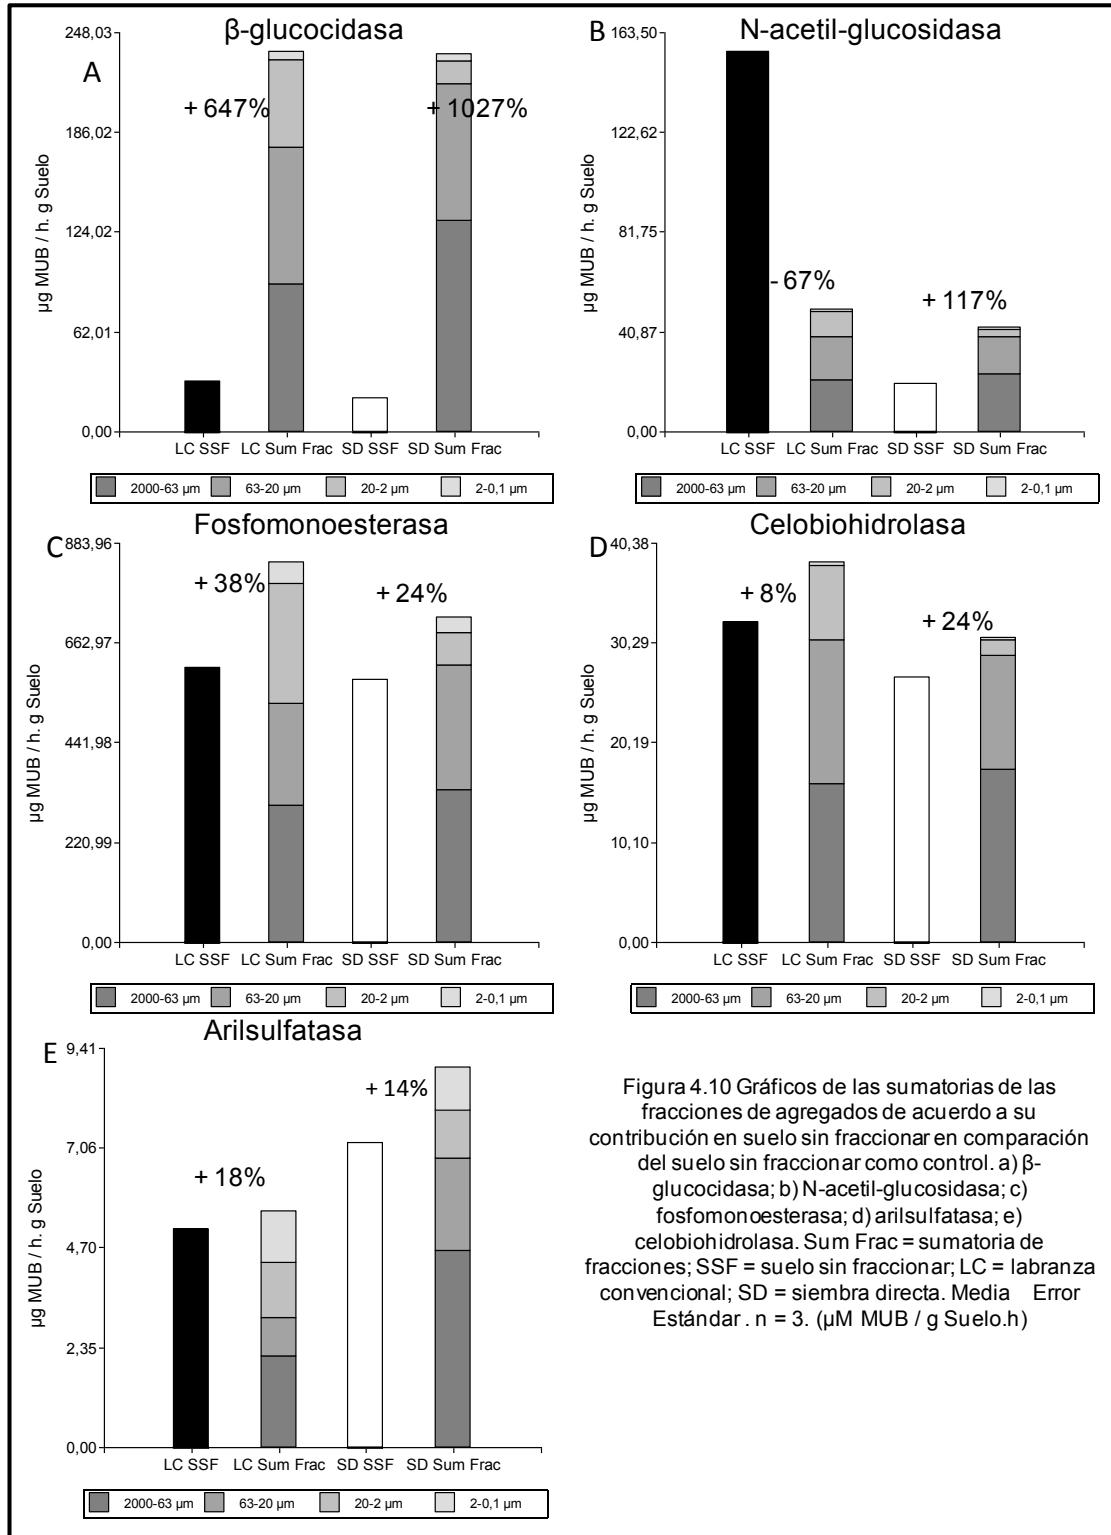 β-glucocidasa
A
248,03
186,02
124,02
62,01
0,00
µg MUB / h. g Suelo
+ 647%
+ 1027%
LC SSF LC Sum Frac SD SSF SD Sum Frac
2000-63 µm 63-20 µm 20-2 µm 2-0,1 µm
B
N-acetil-glucosidasa
163,50
122,62
81,75
40,87
0,00
µg MUB / h. g Suelo
- 67%
+ 117%
LC SSF LC Sum Frac SD SSF SD Sum Frac
2000-63 µm 63-20 µm 20-2 µm 2-0,1 µm
Fosfomonoesterasa
C
883,96
662,97
441,98
220,99
0,00
µg MUB / h. g Suelo
+ 38%
+ 24%
LC SSF LC Sum Frac SD SSF SD Sum Frac
2000-63 µm 63-20 µm 20-2 µm 2-0,1 µm
Celobiohidrolasa
D
40,38
30,29
20,19
10,10
0,00
µg MUB / h. g Suelo
+ 8%
+ 24%
LC SSF LC Sum Frac SD SSF SD Sum Frac
2000-63 µm 63-20 µm 20-2 µm 2-0,1 µm
Arilsulfatasa
E
9,41
7,06
4,70
2,35
0,00
µg MUB / h. g Suelo
+ 18%
+ 14%
LC SSF LC Sum Frac SD SSF SD Sum Frac
2000-63 µm 63-20 µm 20-2 µm 2-0,1 µm
Figura 4.10 Gráficos de las sumatorias de las
fracciones de agregados de acuerdo a su
contribución en suelo sin fraccionar en comparación
del suelo sin fraccionar como control. a) β-
glucocidasa; b) N-acetil-glucosidasa; c)
fosfomonoesterasa; d) arilsulfatasa; e)
celobiohidrolasa. Sum Frac = sumatoria de
fracciones; SSF = suelo sin fraccionar; LC = labranza
convencional; SD = siembra directa. Media Error
Estándar . n = 3. (µM MUB / g Suelo.h)